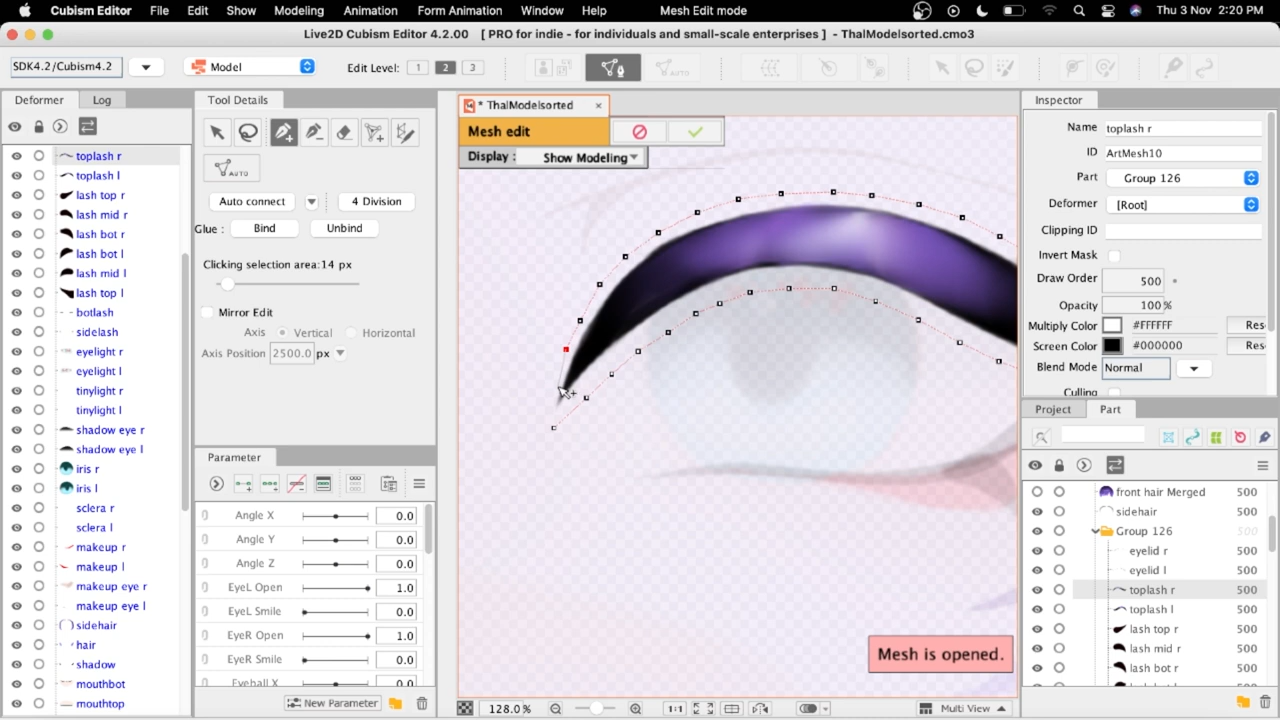 Cubism Editor File Edit Show Modeling Animation Form Animation Window Help Mesh Edit mode Thu 3 Nov 2:20 PM
Live2D Cubism Editor 4.2.00 [ PRO for indie - for individuals and small-scale enterprises ] - ThalModelsorted.cmo3
SDK4.2/Cubism4.2 Model Edit Level: 1 2 3 AUTO
Deformer Log
toplash r
toplash l
lash top r
lash mid r
lash bot r
lash bot l
lash mid l
lash top l
botlash
sidelash
eyelight r
eyelight l
tinylight r
tinylight l
shadow eye r
shadow eye l
iris r
iris l
sclera r
sclera l
makeup r
makeup l
makeup eye r
makeup eye l
sidehair
hair
shadow
mouthbot
mouthtop
Tool Details
AUTO
Auto connect 4 Division
Glue : Bind Unbind
Clicking selection area:14 px
Mirror Edit
Axis Vertical Horizontal
Axis Position 2500.0 px
Parameter
Angle X 0.0
Angle Y 0.0
Angle Z 0.0
EyeL Open 1.0
EyeL Smile 0.0
EyeR Open 1.0
EyeR Smile 0.0
Eyeball X 0.0
New Parameter
* ThalModelsorted ×
Mesh edit
Display : Show Modeling
Mesh is opened.
128.0% 1:1 Multi View
Inspector
Name toplash r
ID ArtMesh10
Part Group 126
Deformer [Root]
Clipping ID
Invert Mask
Draw Order 500
Opacity 100%
Multiply Color #FFFFFF Res
Screen Color #000000 Res
Blend Mode Normal
Culling
Project Part
front hair Merged 500
sidehair 500
Group 126 500
eyelid r 500
eyelid l 500
toplash r 500
toplash l 500
lash top r 500
lash mid r 500
lash bot r 500